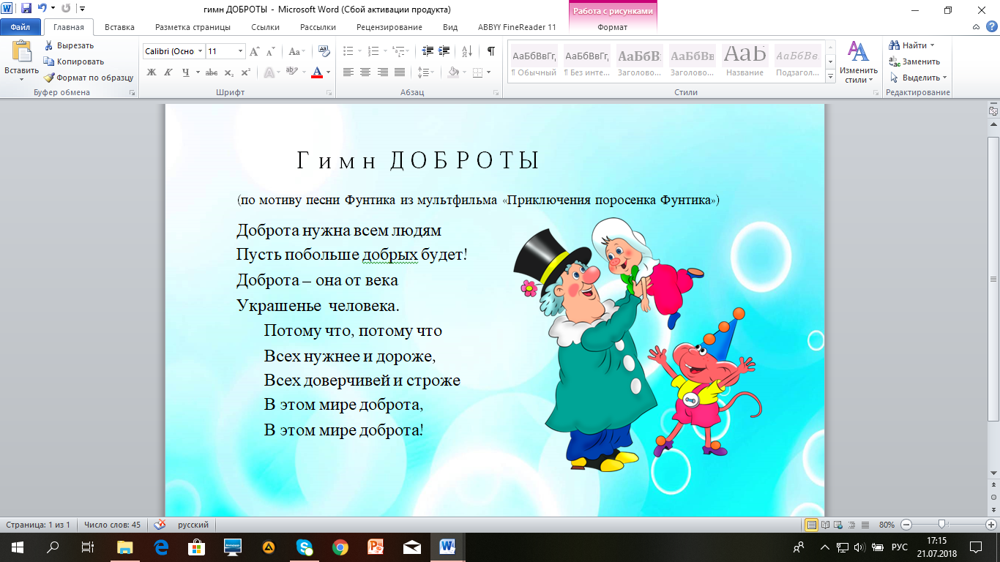 гимн ДОБРОТЫ - Microsoft Word (Сбой активации продукта)
Работа с рисунками
Файл Главная Вставка Разметка страницы Ссылки Рассылки Рецензирование Вид ABBYY FineReader 11 Формат
Вставить
Вырезать
Копировать
Формат по образцу
Буфер обмена
Calibri (Осно 11
Ж К Ч abc x₂ x²
Шрифт
Абзац
АаБбВвГг, АаБбВвГг, АаБбВ АаБбВв АаБ АаБбВв
¶ Обычный ¶ Без инте... Заголово... Заголово... Название Подзагол...
Стили
Изменить стили
Найти
Заменить
Выделить
Редактирование
Г и м н Д О Б Р О Т Ы
(по мотиву песни Фунтика из мультфильма «Приключения поросенка Фунтика»)
Доброта нужна всем людям
Пусть побольше добрых будет!
Доброта – она от века
Украшенье человека.
Потому что, потому что
Всех нужнее и дороже,
Всех доверчивей и строже
В этом мире доброта,
В этом мире доброта!
Страница: 1 из 1 Число слов: 45 русский 80%
РУС
17:15
21.07.2018